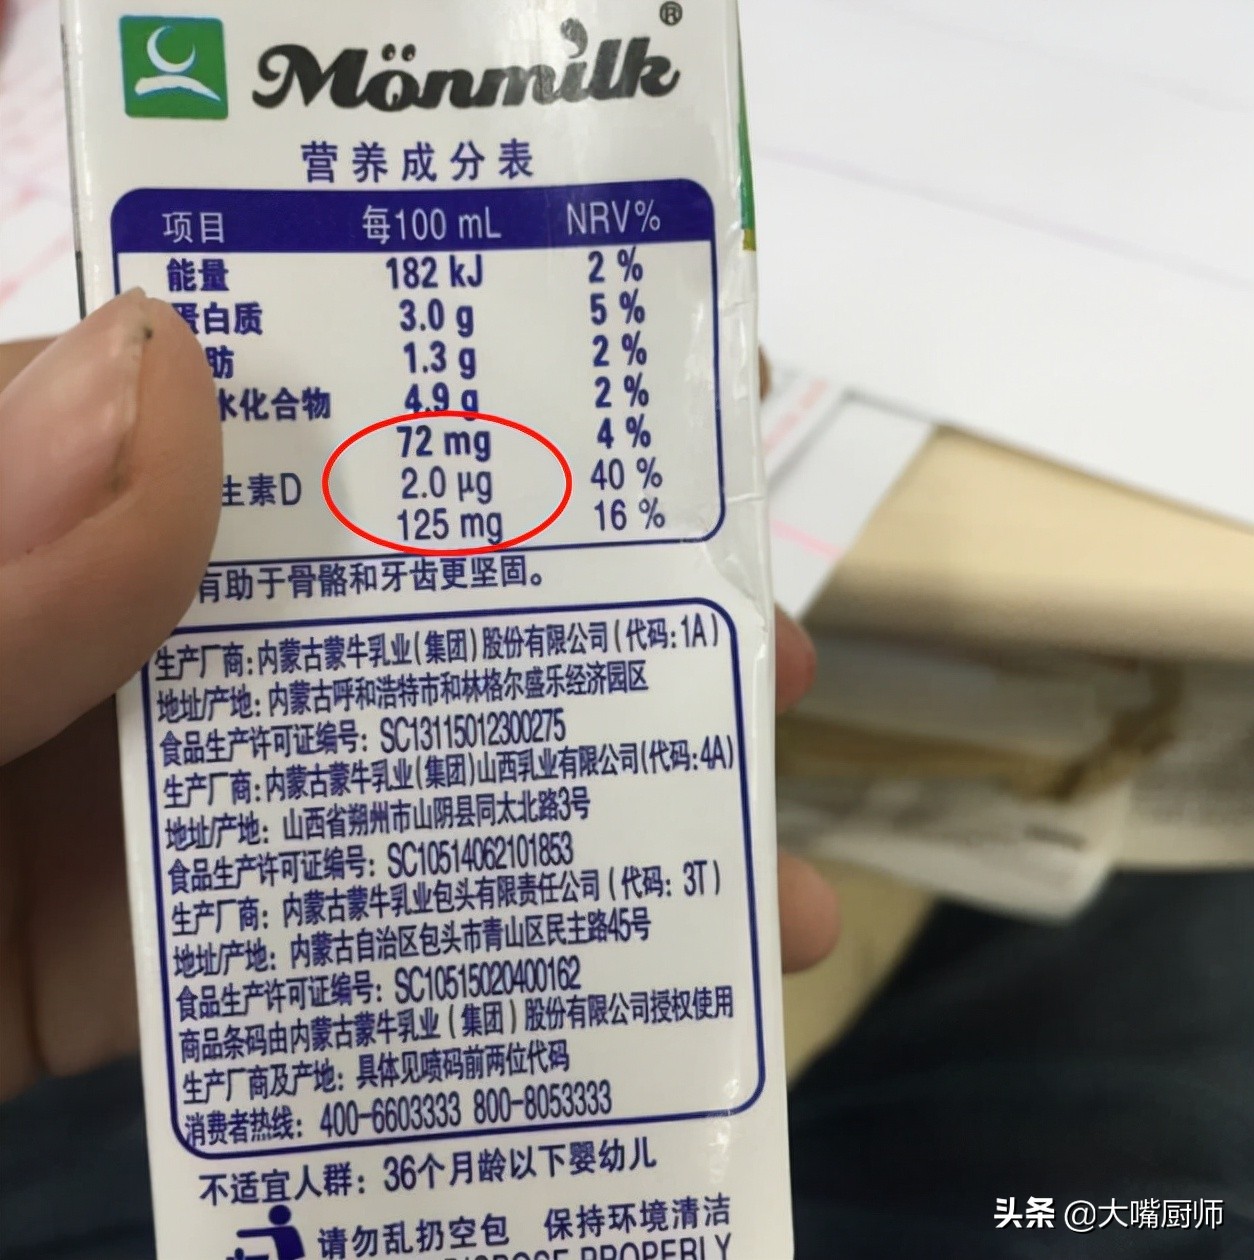 Mönmilk®
营养成分表
项目 每100 mL NRV%
能量 182 kJ 2 %
蛋白质 3.0 g 5 %
肪 1.3 g 2 %
水化合物 4.9 g 2 %
72 mg 4 %
生素D 2.0 μg 40 %
125 mg 16 %
有助于骨骼和牙齿更坚固。
生产厂商:内蒙古蒙牛乳业(集团)股份有限公司(代码:1A)
地址/产地:内蒙古呼和浩特市和林格尔盛乐经济园区
食品生产许可证编号:SC13115012300275
生产厂商:内蒙古蒙牛乳业(集团)山西乳业有限公司(代码:4A)
地址/产地:山西省朔州市山阴县同太北路3号
食品生产许可证编号:SC10514062101853
生产厂商:内蒙古蒙牛乳业包头有限责任公司(代码:3T)
地址/产地:内蒙古自治区包头市青山区民主路45号
食品生产许可证编号:SC10515020400162
商品条码由内蒙古蒙牛乳业(集团)股份有限公司授权使用
生产厂商及产地:具体见喷码前两位代码
消费者热线:400-6603333 800-8053333
不适宜人群:36个月龄以下婴幼儿
请勿乱扔空包 保持环境清洁
DISPOSE PROPERLY
头条 @大嘴厨师